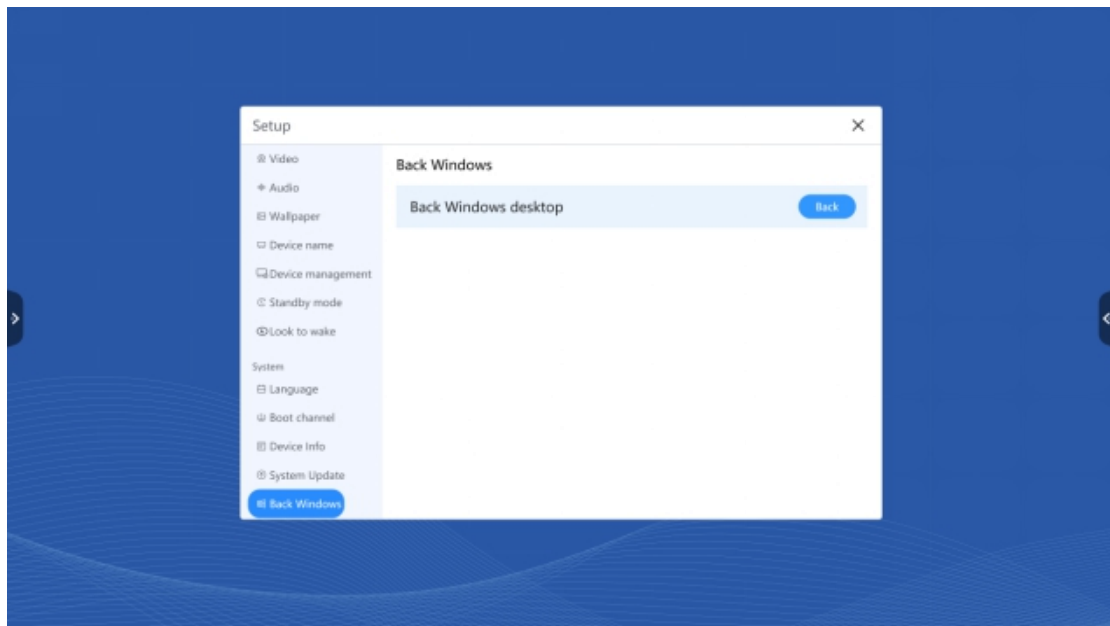 Setup
Video
Audio
Wallpaper
Device name
Device management
Standby mode
Look to wake
System
Language
Boot channel
Device Info
System Update
Back Windows
Back Windows
Back Windows desktop
Back